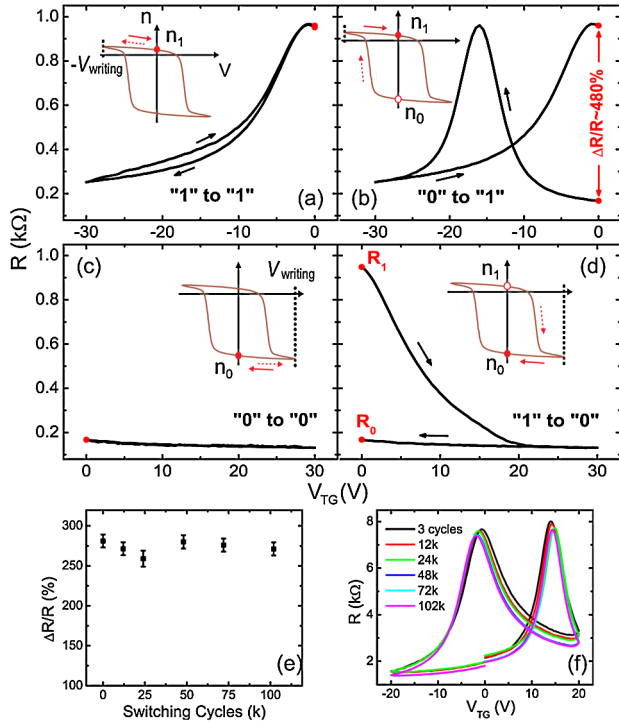 n
n₁
-V_writing
V
1.0
0.8
0.6
0.4
0.2
"1" to "1"
(a)
-30
-20
-10
0
n₁
n₀
ΔR/R~480%
"0" to "1"
(b)
-30
-20
-10
0
R (kΩ)
(c)
V_writing
n₀
1.0
0.8
0.6
0.4
0.2
"0" to "0"
0
10
20
30
R₁
n₁
(d)
n₀
R₀
"1" to "0"
0
10
20
30
V_TG(V)
300
250
200
150
100
ΔR/R (%)
(e)
0
25
50
75
100
Switching Cycles (k)
8
6
4
2
R (kΩ)
3 cycles
12k
24k
48k
72k
102k
(f)
-20
-10
0
10
20
V_TG(V)